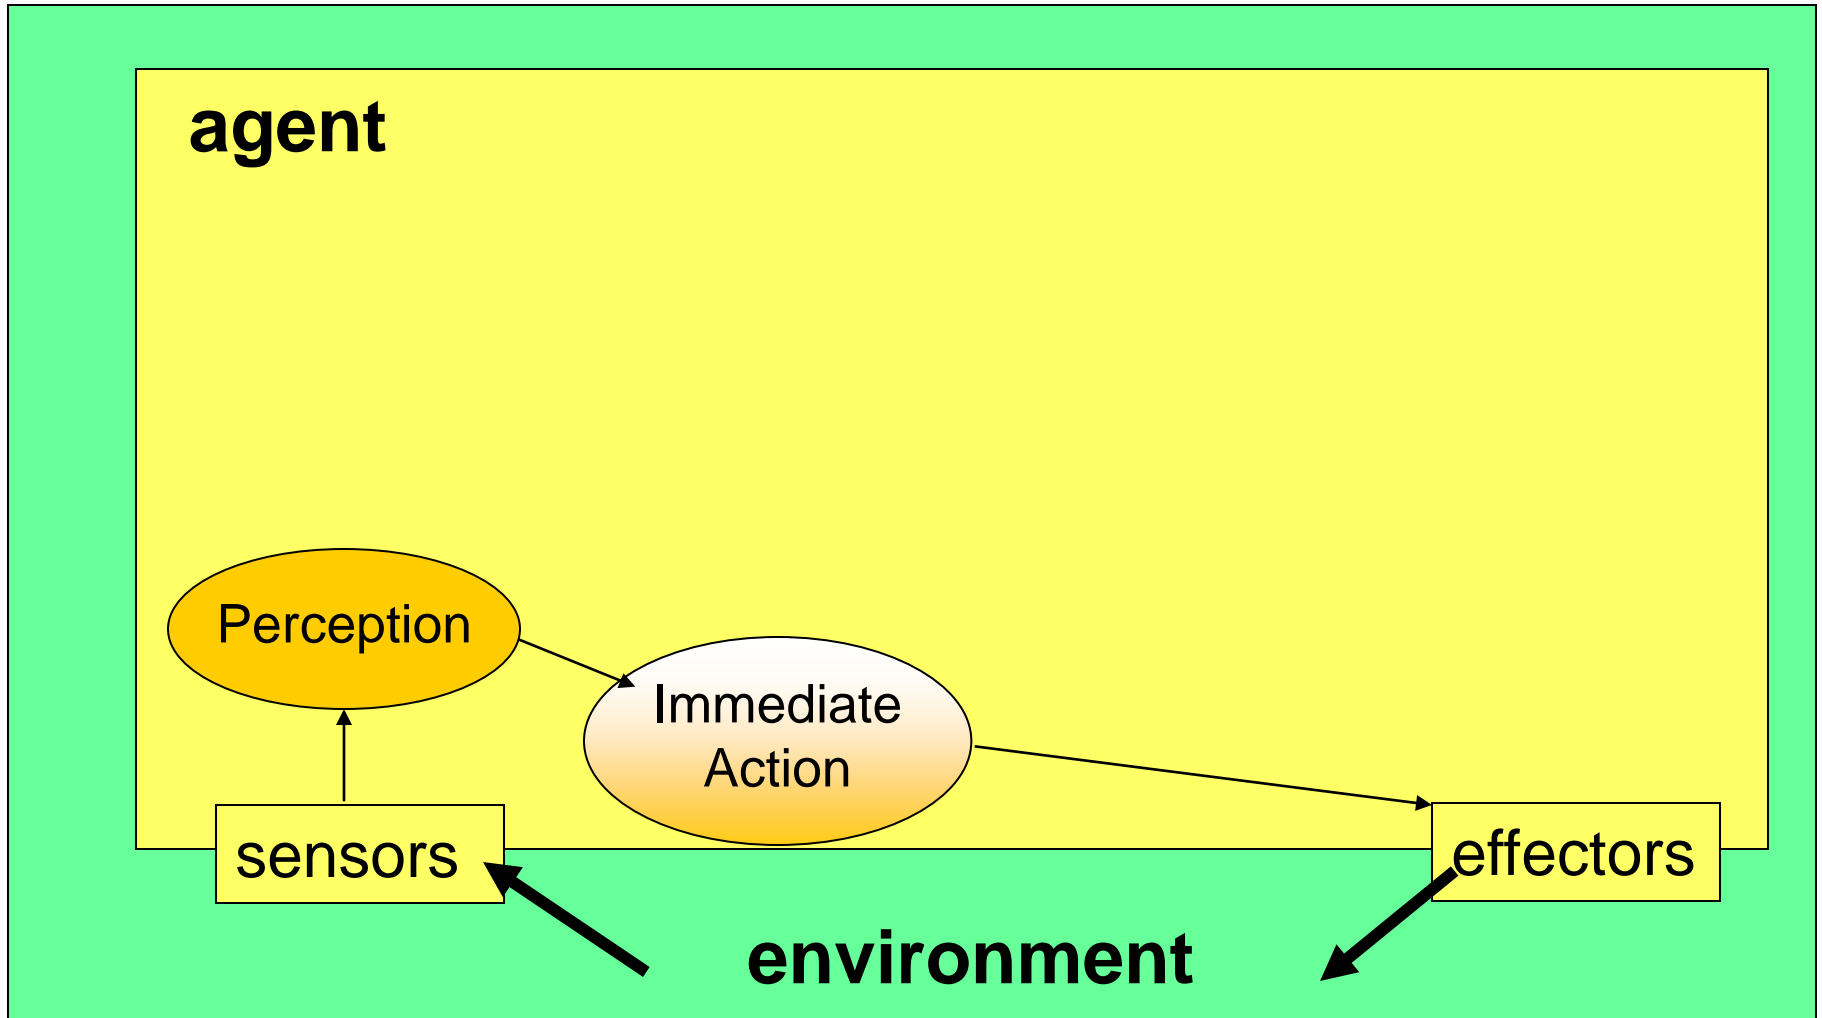 agent
Perception
Immediate
Action
sensors
effectors
environment